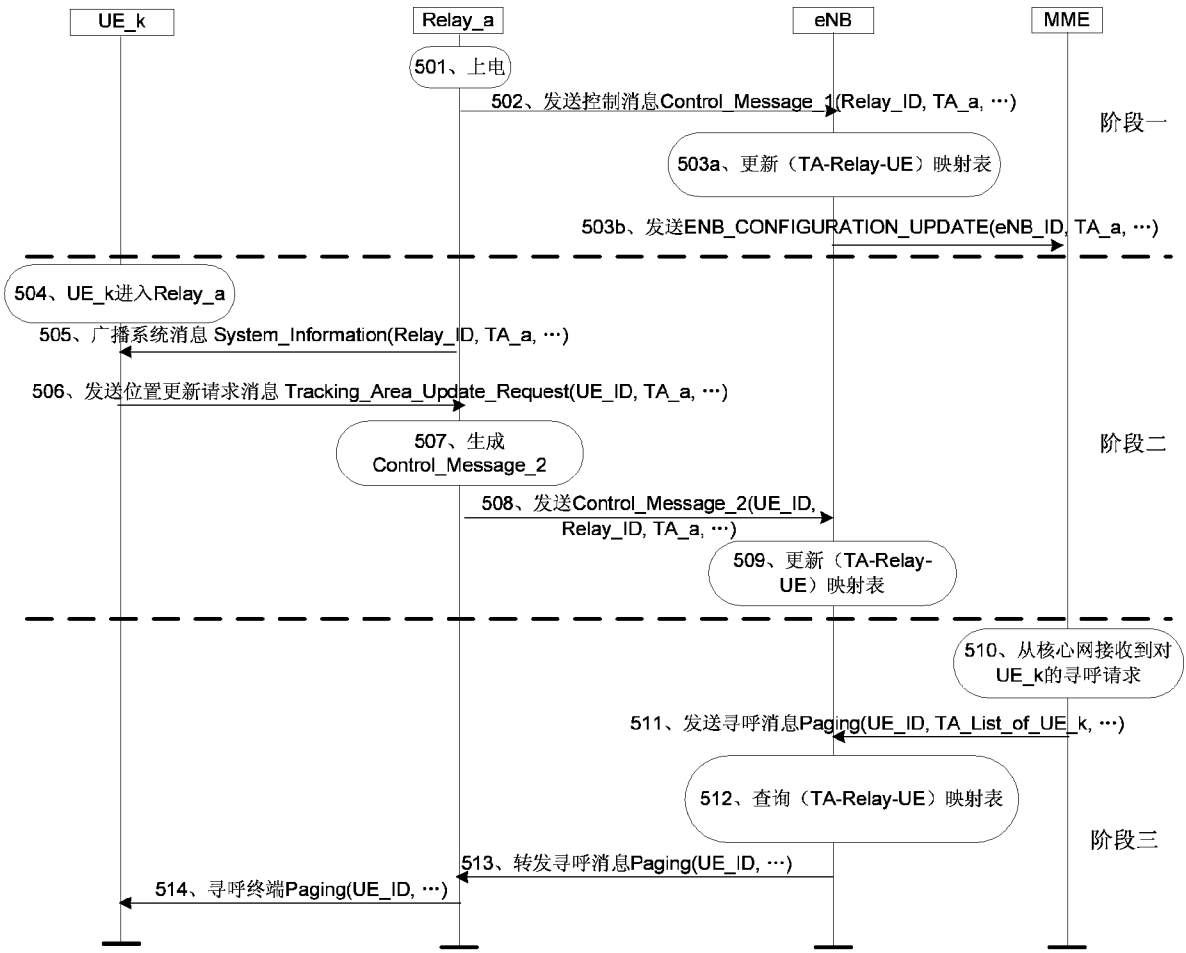 UE_k
Relay_a
eNB
MME
501、上电
502、发送控制消息Control_Message_1(Relay_ID, TA_a, ···)
阶段一
503a、更新（TA-Relay-UE）映射表
503b、发送ENB_CONFIGURATION_UPDATE(eNB_ID, TA_a, ···)
504、UE_k进入Relay_a
505、广播系统消息 System_Information(Relay_ID, TA_a, ···)
506、发送位置更新请求消息 Tracking_Area_Update_Request(UE_ID, TA_a, ···)
507、生成
Control_Message_2
阶段二
508、发送Control_Message_2(UE_ID,
Relay_ID, TA_a, ···)
509、更新（TA-Relay-
UE）映射表
510、从核心网接收到对
UE_k的寻呼请求
511、发送寻呼消息Paging(UE_ID, TA_List_of_UE_k, ···)
512、查询（TA-Relay-UE）映射表
阶段三
513、转发寻呼消息Paging(UE_ID, ···)
514、寻呼终端Paging(UE_ID, ···)